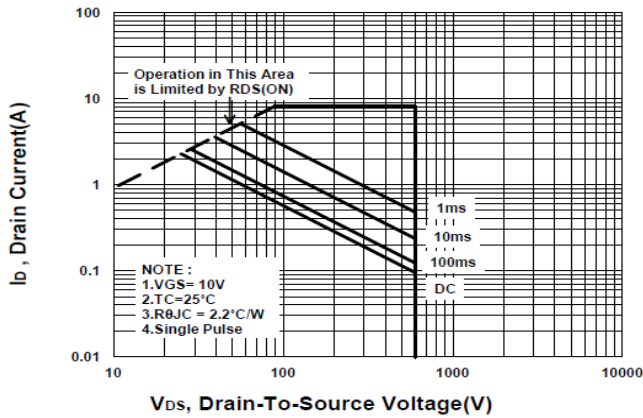 100
10
1
0.1
0.01
ID , Drain Current(A)
Operation in This Area
is Limited by RDS(ON)
1ms
10ms
100ms
DC
NOTE :
1.VGS= 10V
2.TC=25°C
3.RθJC = 2.2°C/W
4.Single Pulse
10
100
1000
10000
VDS, Drain-To-Source Voltage(V)